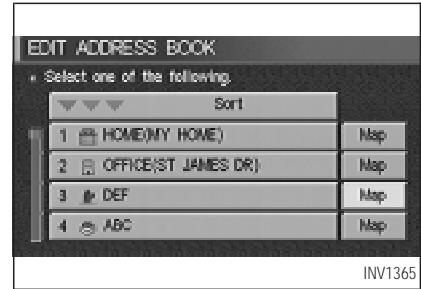 EDIT ADDRESS BOOK
Select one of the following.
Sort
1 HOME(MY HOME) Map
2 OFFICE(ST JAMES DR) Map
3 DEF Map
4 ABC Map
INV1365